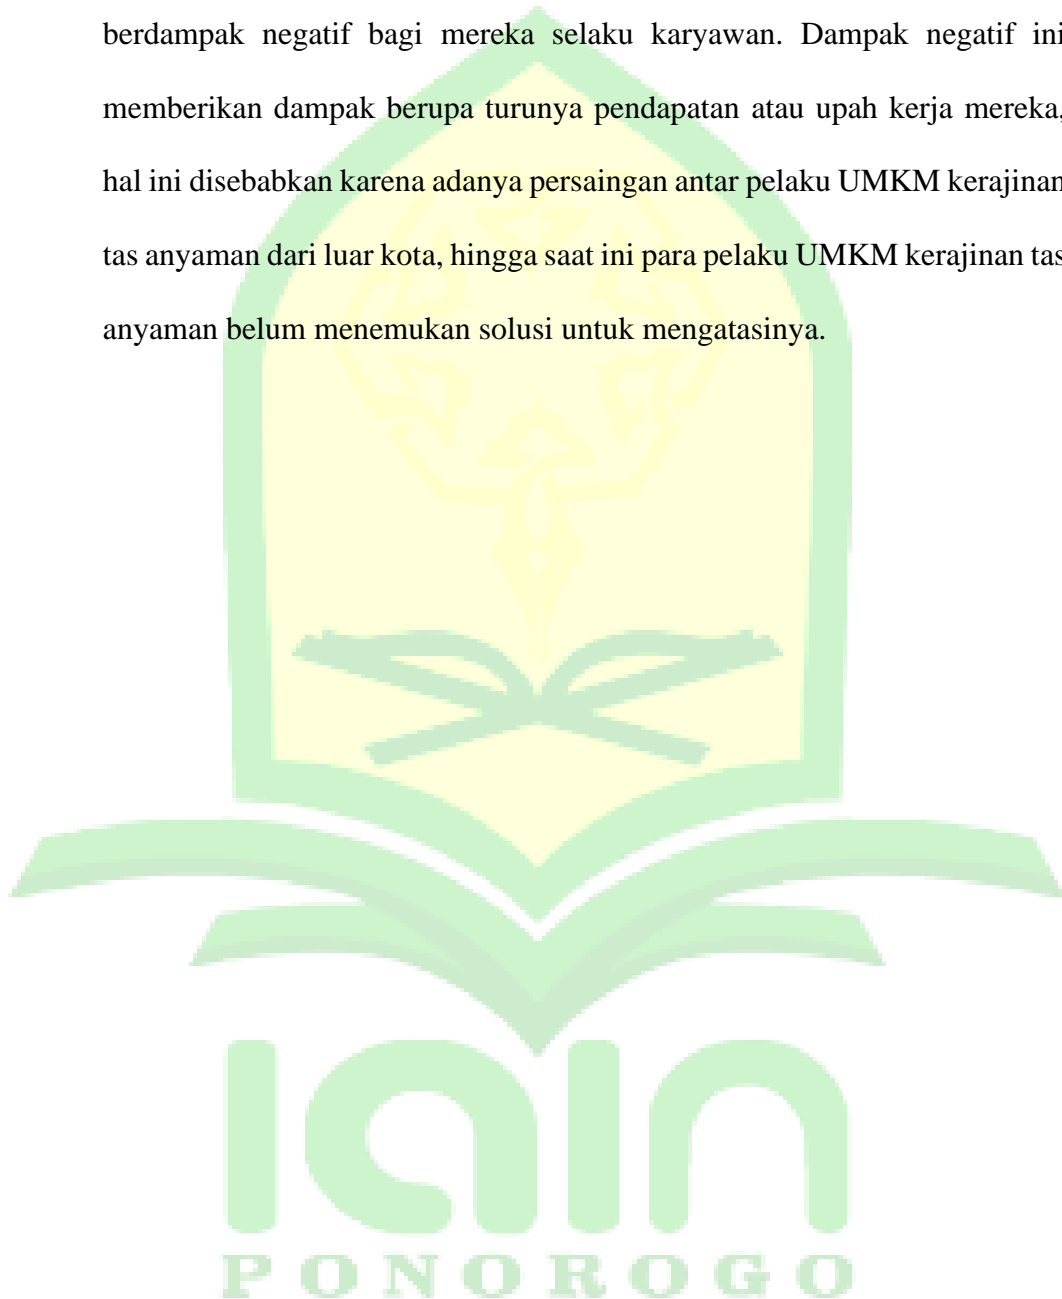 berdampak negatif bagi mereka selaku karyawan. Dampak negatif ini
memberikan dampak berupa turunya pendapatan atau upah kerja mereka,
hal ini disebabkan karena adanya persaingan antar pelaku UMKM kerajinan
tas anyaman dari luar kota, hingga saat ini para pelaku UMKM kerajinan tas
anyaman belum menemukan solusi untuk mengatasinya.
IAIN
PONOROGO